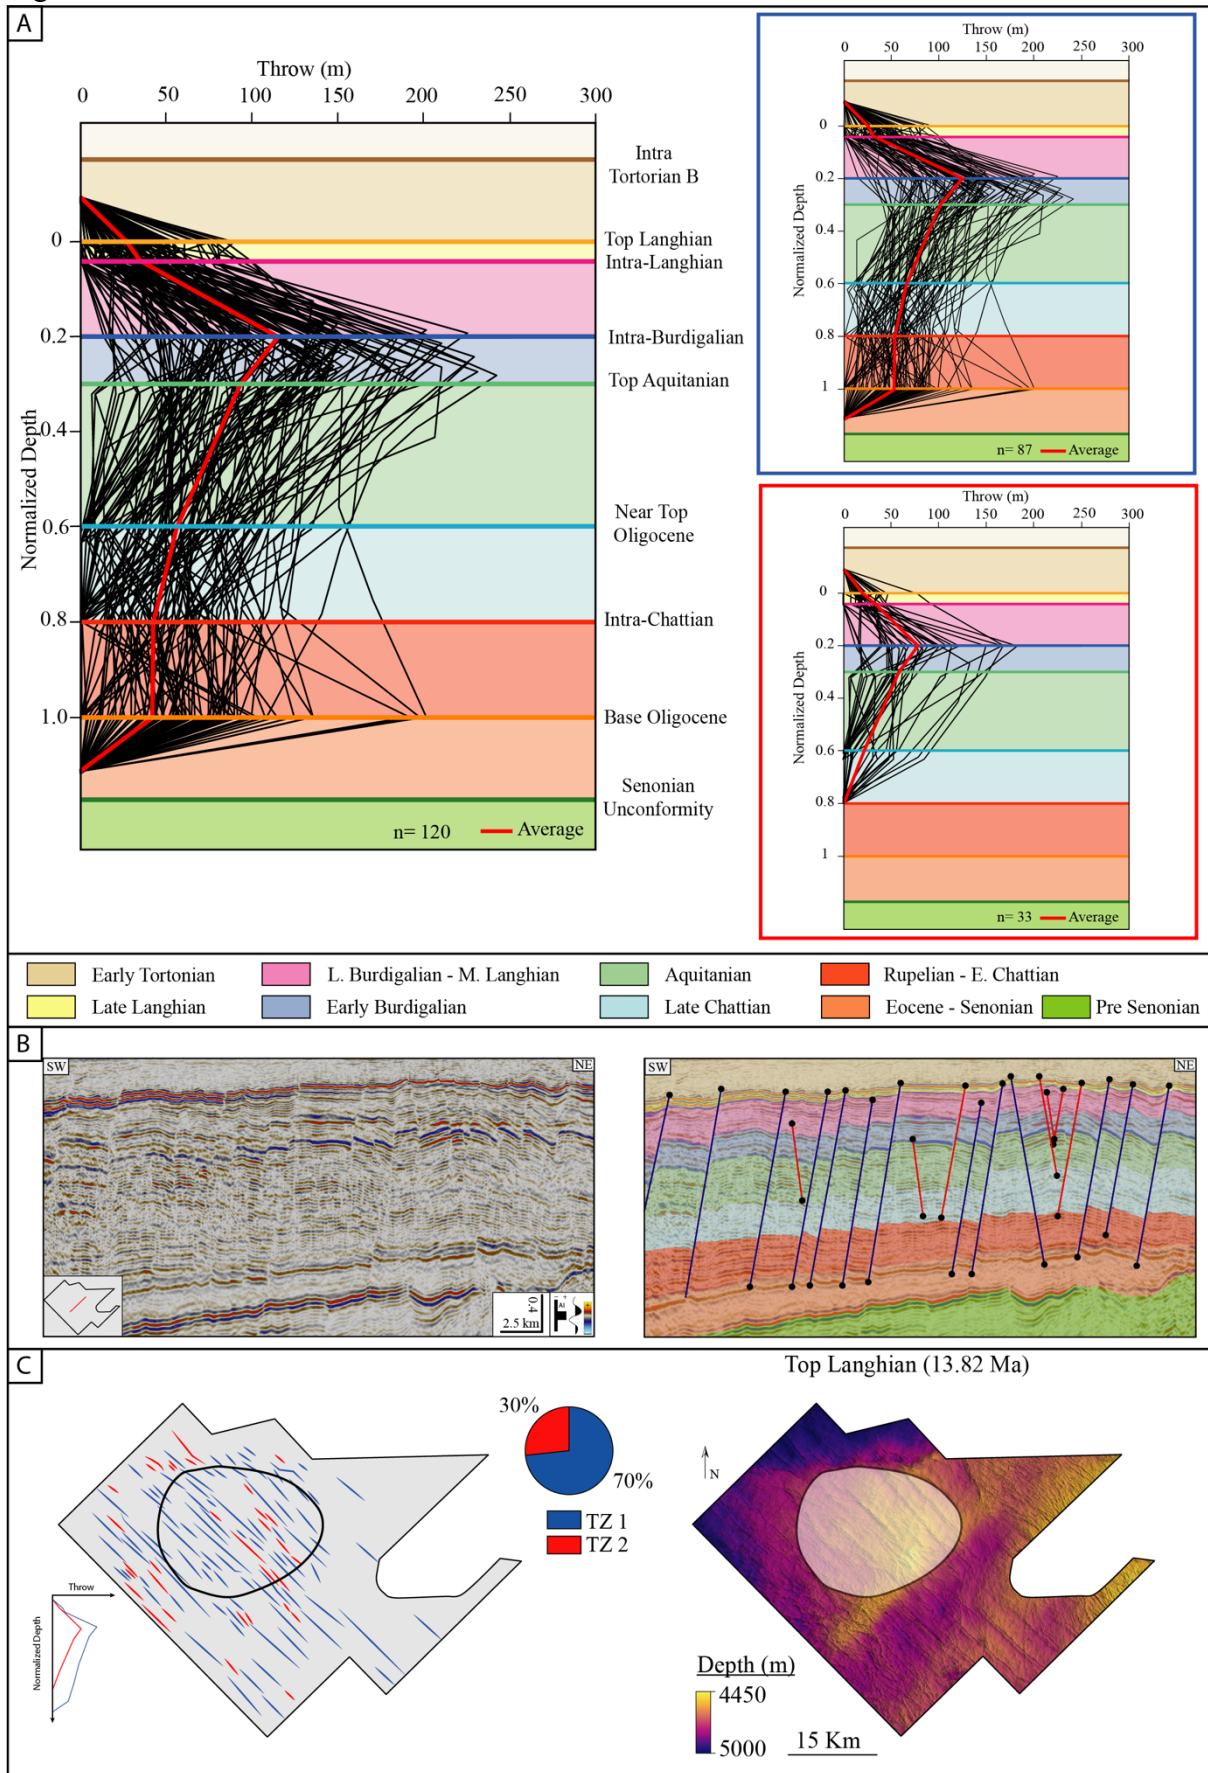 A
Throw (m)
0 50 100 150 200 250 300
Normalized Depth
0
0.2
0.4
0.6
0.8
1.0
Intra
Tortorian B
Top Langhian
Intra-Langhian
Intra-Burdigalian
Top Aquitanian
Near Top
Oligocene
Intra-Chattian
Base Oligocene
Senonian
Unconformity
n= 120 Average
Throw (m)
0 50 100 150 200 250 300
Normalized Depth
0
0.2
0.4
0.6
0.8
1
n= 87 Average
Throw (m)
0 50 100 150 200 250 300
Normalized Depth
0
0.2
0.4
0.6
0.8
1
n= 33 Average
Early Tortonian L. Burdigalian - M. Langhian Aquitanian Rupelian - E. Chattian
Late Langhian Early Burdigalian Late Chattian Eocene - Senonian Pre Senonian
B
SW NE
0.4
2.5 km
AI
- +
SW NE
C
Top Langhian (13.82 Ma)
30%
70%
TZ 1
TZ 2
N
Throw
Normalized Depth
Depth (m)
4450
5000
15 Km